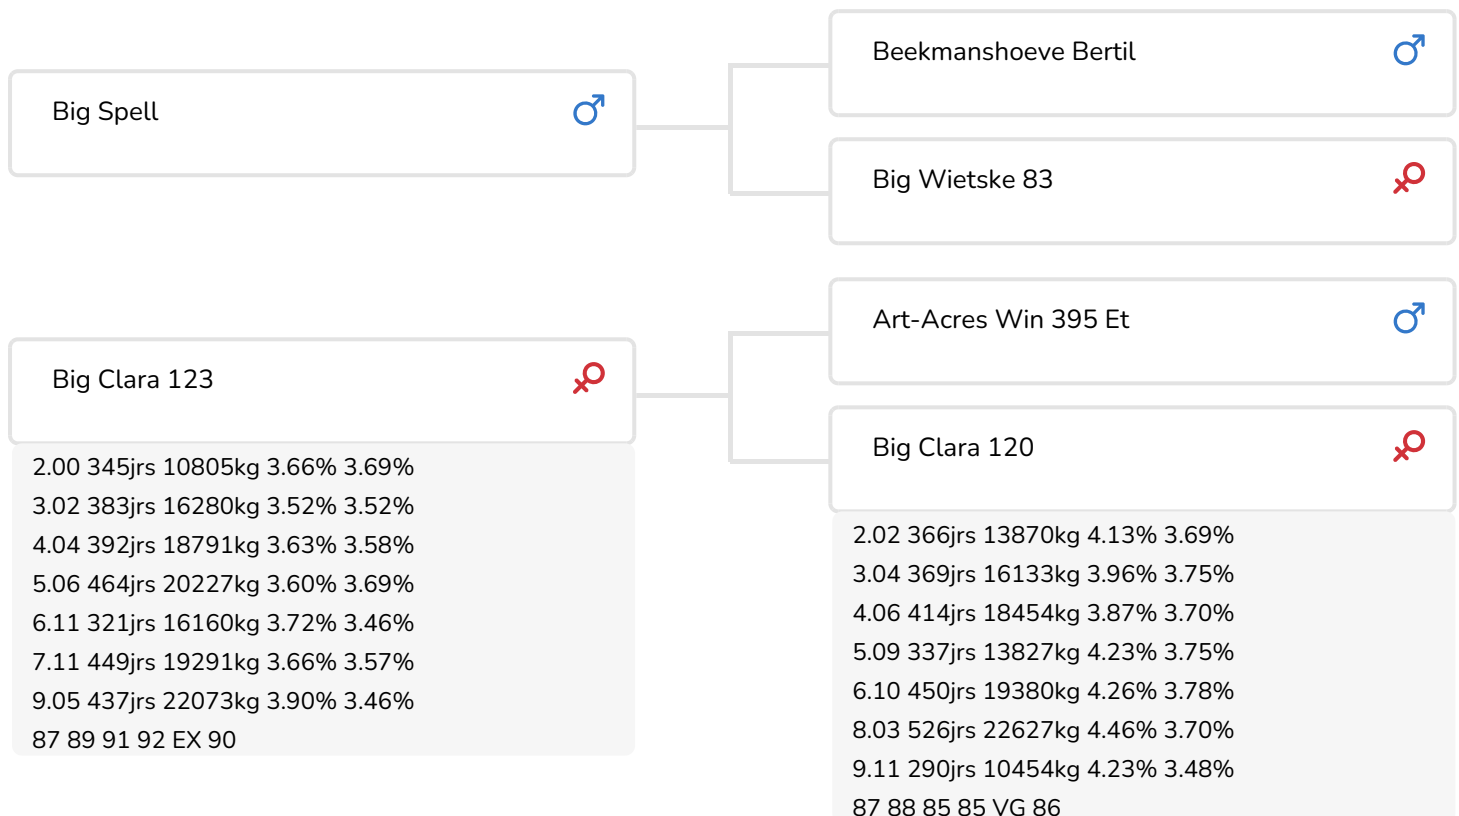 Big Spell
Beekmanshoeve Bertil
Big Wietske 83
Big Clara 123
2.00 345jrs 10805kg 3.66% 3.69%
3.02 383jrs 16280kg 3.52% 3.52%
4.04 392jrs 18791kg 3.63% 3.58%
5.06 464jrs 20227kg 3.60% 3.69%
6.11 321jrs 16160kg 3.72% 3.46%
7.11 449jrs 19291kg 3.66% 3.57%
9.05 437jrs 22073kg 3.90% 3.46%
87 89 91 92 EX 90
Art-Acres Win 395 Et
Big Clara 120
2.02 366jrs 13870kg 4.13% 3.69%
3.04 369jrs 16133kg 3.96% 3.75%
4.06 414jrs 18454kg 3.87% 3.70%
5.09 337jrs 13827kg 4.23% 3.75%
6.10 450jrs 19380kg 4.26% 3.78%
8.03 526jrs 22627kg 4.46% 3.70%
9.11 290jrs 10454kg 4.23% 3.48%
87 88 85 85 VG 86